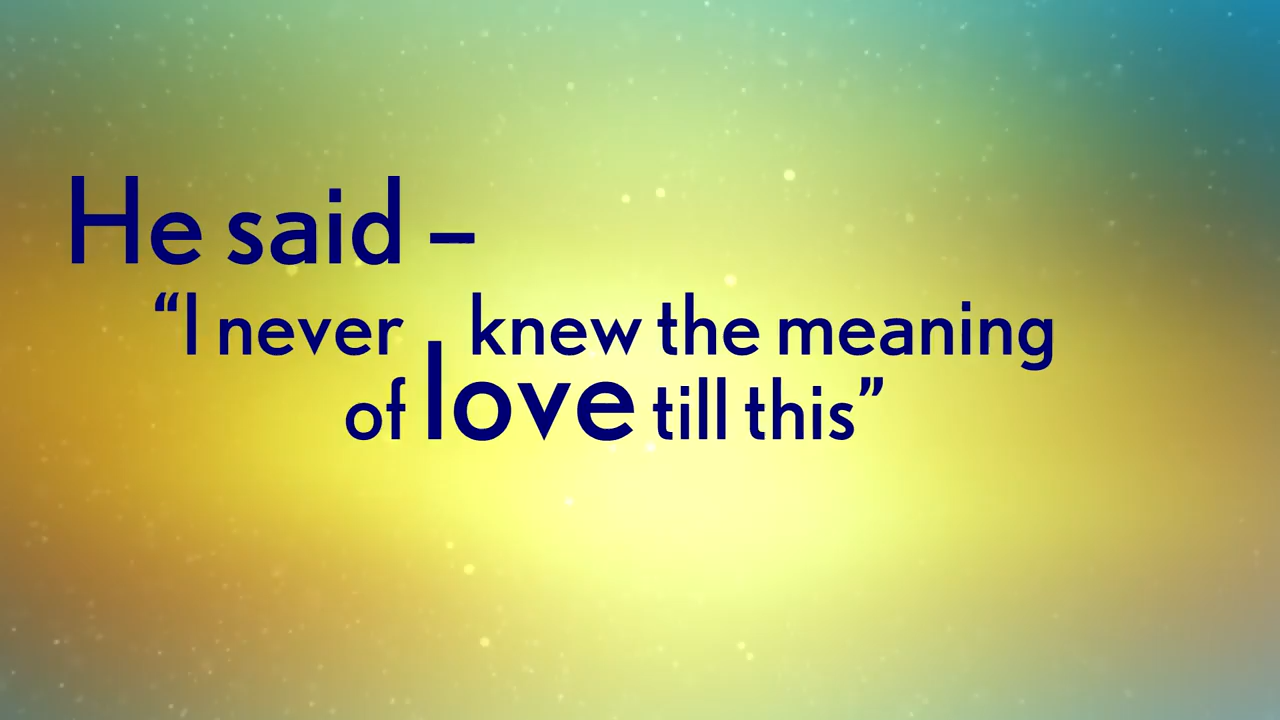 He said –
“I never knew the meaning
of love till this”